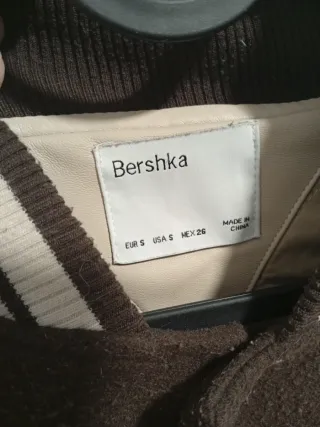 Bershka
EUR S USA S MEX 26
MADE IN
CHINA